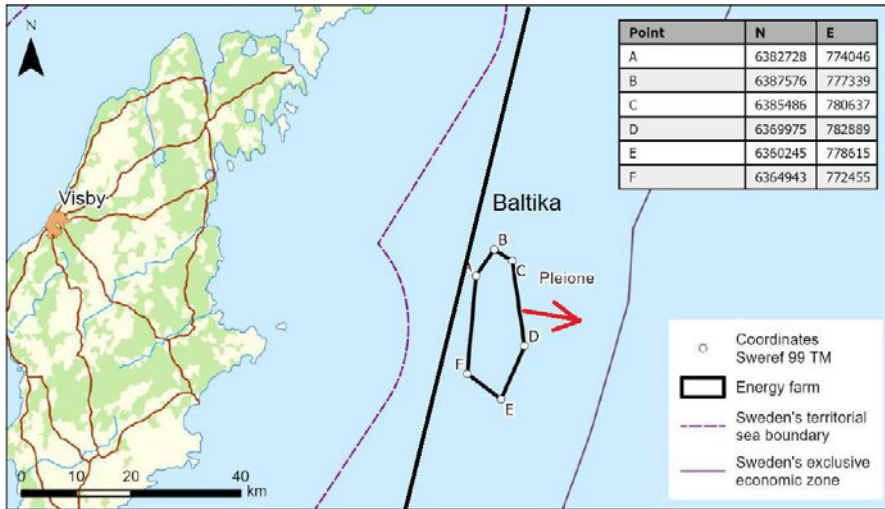 N
Visby
Baltika
Pleione
A
B
C
D
E
F
Point N E
A 6382728 774046
B 6387576 777339
C 6385486 780637
D 6369975 782889
E 6360245 778615
F 6364943 772455
Coordinates
Sweref 99 TM
Energy farm
Sweden's territorial
sea boundary
Sweden's exclusive
economic zone
0 10 20 40
km